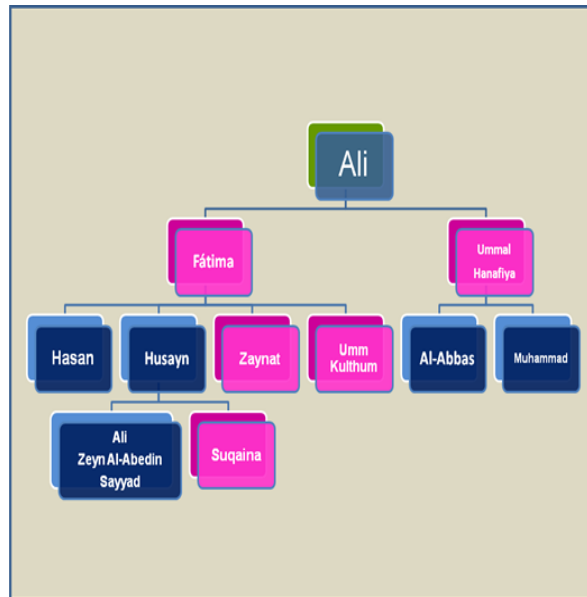 Ali
Fátima
Ummal
Hanafiya
Hasan
Husayn
Zaynat
Umm
Kulthum
Al-Abbas
Muhammad
Ali
Zeyn Al-Abedin
Sayyad
Suqaina